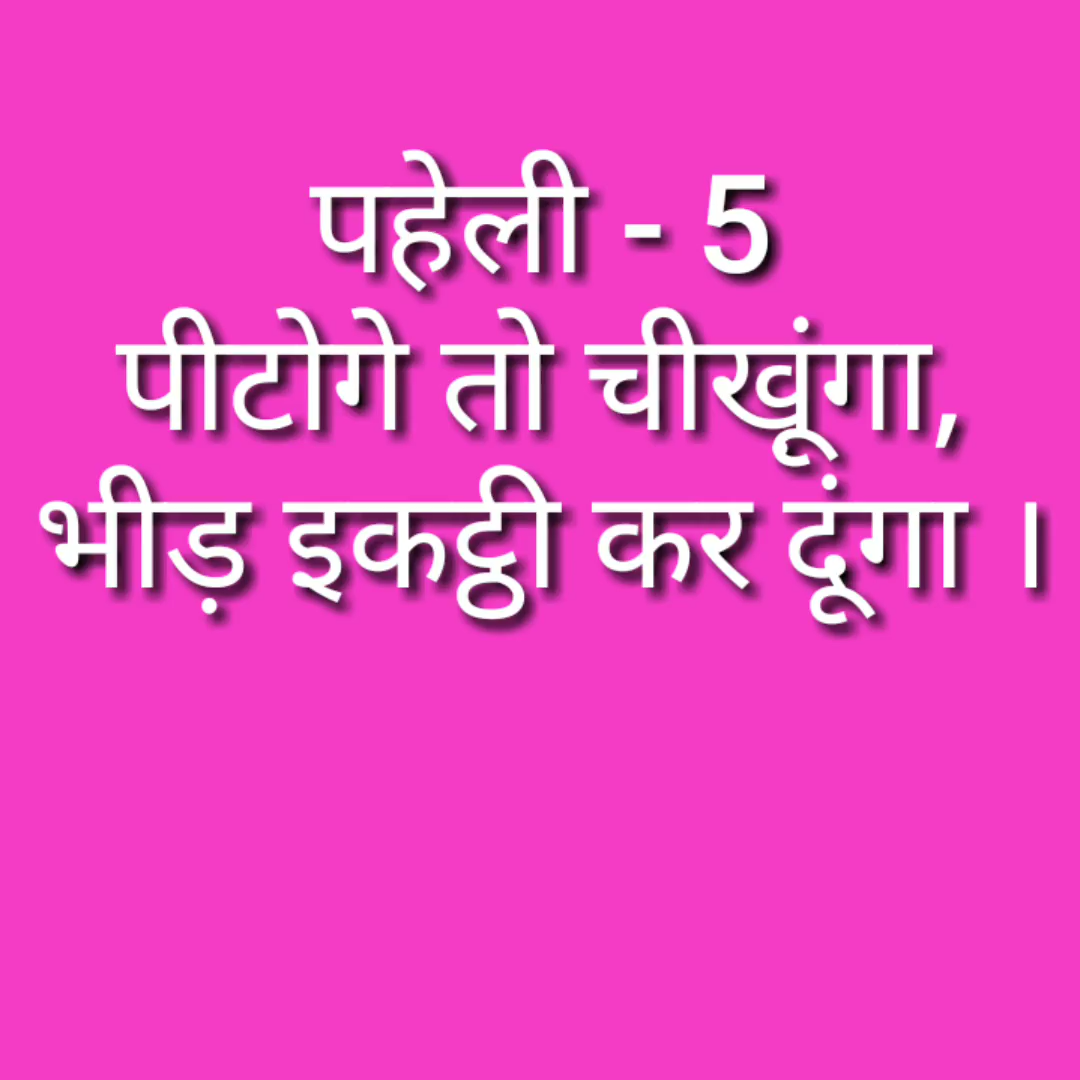 पहेली - 5
पीटोगे तो चीखूंगा,
भीड़ इकट्ठी कर दूंगा ।